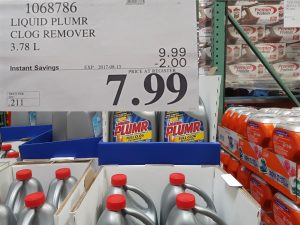 1068786
LIQUID PLUMR
CLOG REMOVER
3.78 L
9.99
Instant Savings EXP. 2017-09-13 -2.00
PRICE AT REGISTER
7.99
.211
PLUMR
PLUMR